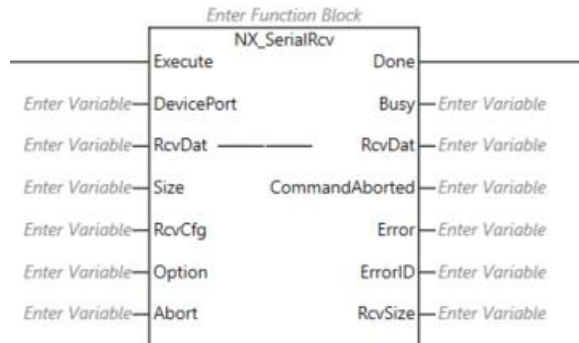 Enter Function Block
NX_SerialRcv
Execute Done
Enter Variable DevicePort Busy Enter Variable
Enter Variable RcvDat RcvDat Enter Variable
Enter Variable Size CommandAborted Enter Variable
Enter Variable RcvCfg Error Enter Variable
Enter Variable Option ErrorID Enter Variable
Enter Variable Abort RcvSize Enter Variable